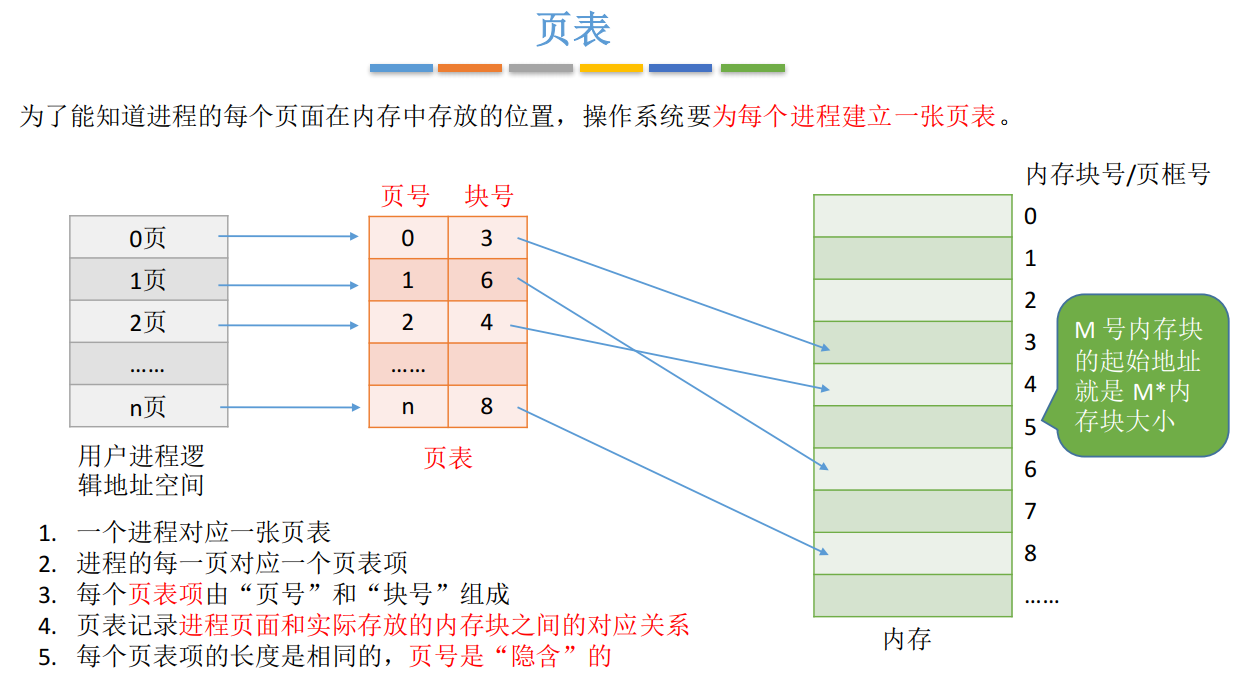 页表
为了能知道进程的每个页面在内存中存放的位置，操作系统要为每个进程建立一张页表。
内存块号/页框号
页号 块号
0页
1页
2页
……
n页
用户进程逻
辑地址空间
0 3
1 6
2 4
……
n 8
页表
0
1
2
3
4
5
6
7
8
……
内存
M 号内存块
的起始地址
就是 M*内
存块大小
1. 一个进程对应一张页表
2. 进程的每一页对应一个页表项
3. 每个页表项由“页号”和“块号”组成
4. 页表记录进程页面和实际存放的内存块之间的对应关系
5. 每个页表项的长度是相同的，页号是“隐含”的